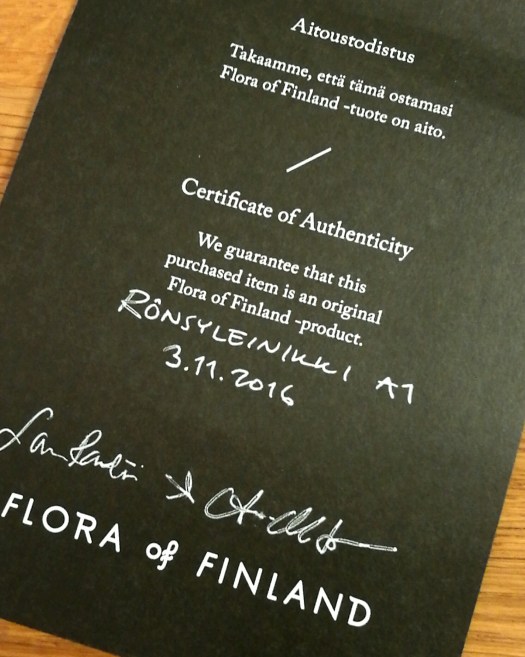 Aitoustodistus
Takaamme, että tämä ostamasi
Flora of Finland -tuote on aito.
/
Certificate of Authenticity
We guarantee that this
purchased item is an original
Flora of Finland -product.
RÖNSYLEINIKKI A1
3.11.2016
FLORA of FINLAND